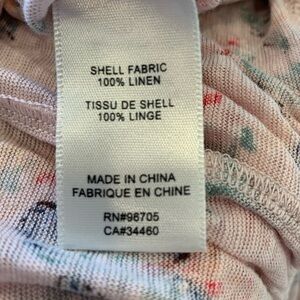 SHELL FABRIC
100% LINEN
TISSU DE SHELL
100% LINGE
MADE IN CHINA
FABRIQUE EN CHINE
RN#96705
CA#34460